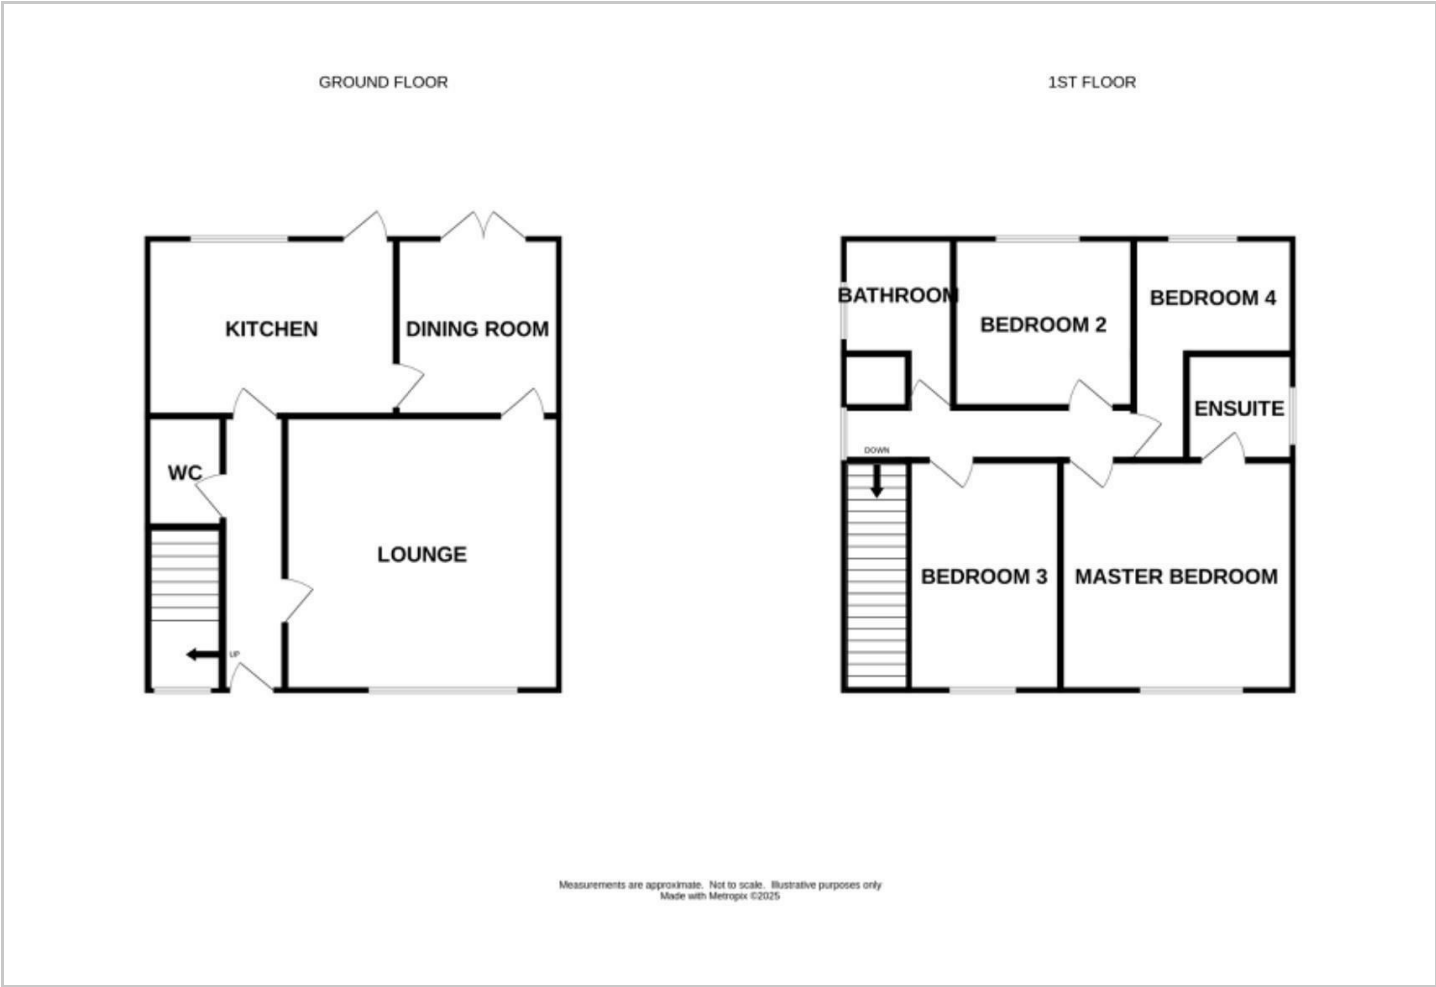 GROUND FLOOR
1ST FLOOR
KITCHEN
DINING ROOM
WC
LOUNGE
UP
BATHROOM
BEDROOM 2
BEDROOM 4
ENSUITE
DOWN
BEDROOM 3
MASTER BEDROOM
Measurements are approximate. Not to scale. Illustrative purposes only
Made with Metropix ©2025